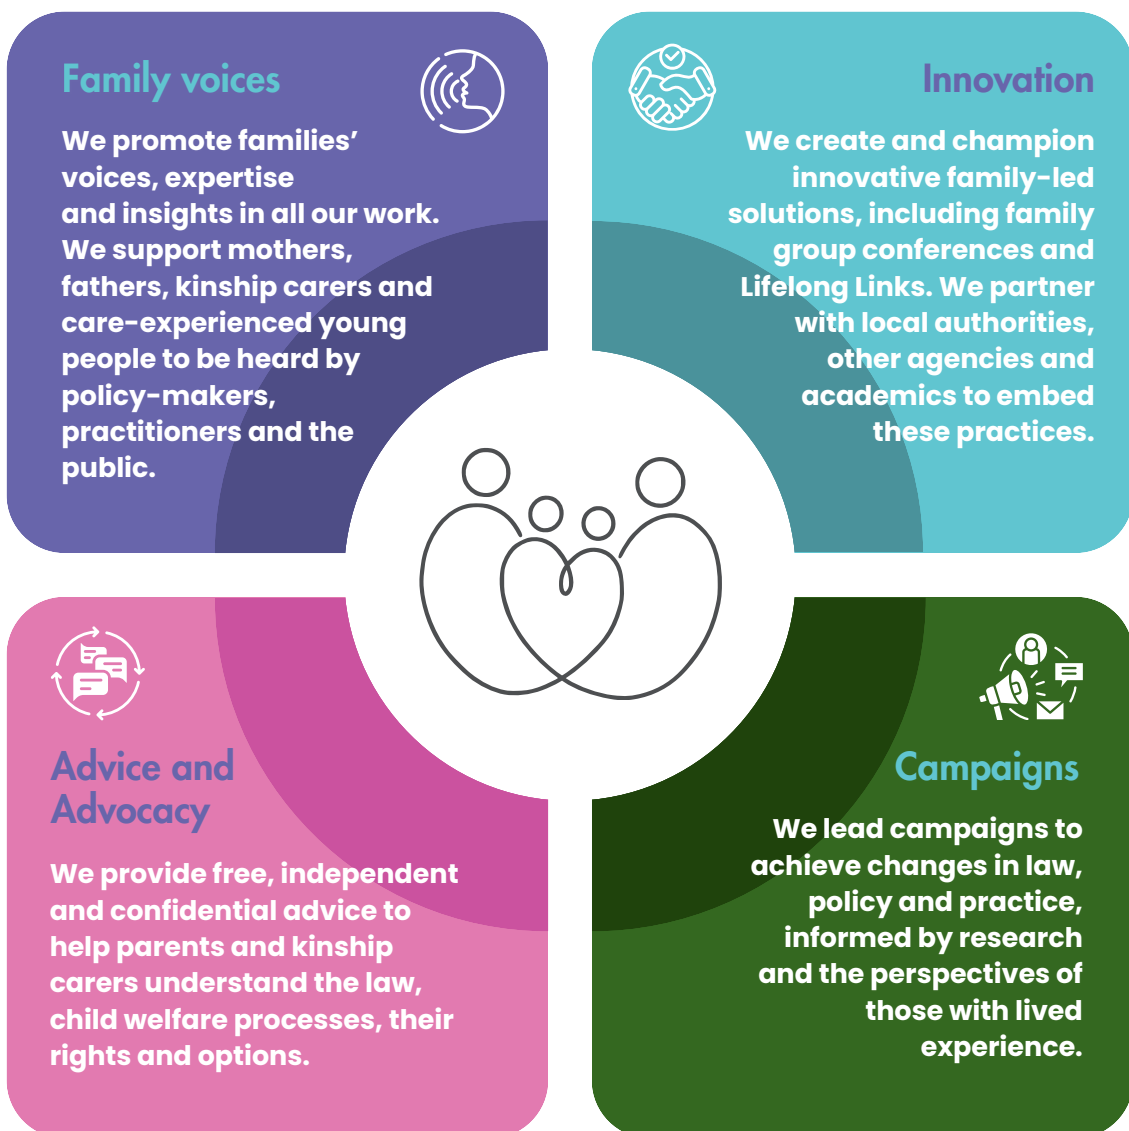 Family voices
We promote families’
voices, expertise
and insights in all our work.
We support mothers,
fathers, kinship carers and
care-experienced young
people to be heard by
policy-makers,
practitioners and the
public.
Innovation
We create and champion
innovative family-led
solutions, including family
group conferences and
Lifelong Links. We partner
with local authorities,
other agencies and
academics to embed
these practices.
Advice and
Advocacy
We provide free, independent
and confidential advice to
help parents and kinship
carers understand the law,
child welfare processes, their
rights and options.
Campaigns
We lead campaigns to
achieve changes in law,
policy and practice,
informed by research
and the perspectives of
those with lived
experience.